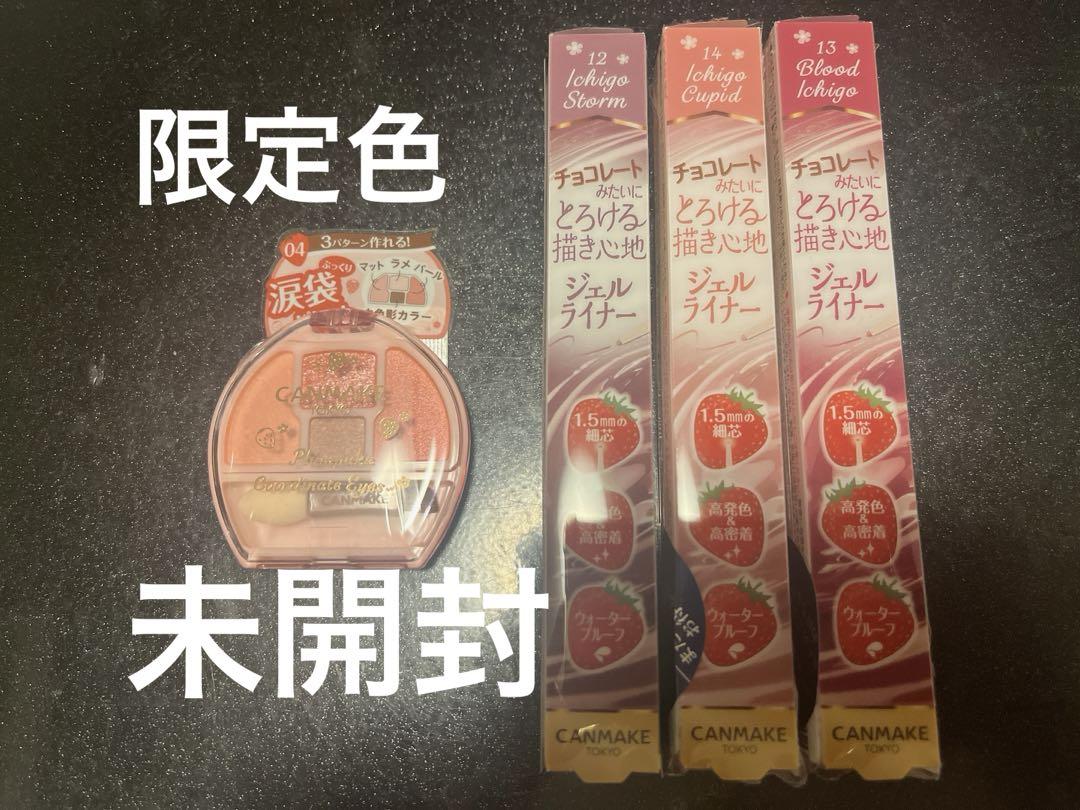 限定色
未開封
04
3パターン作れる!
ぷっくり
涙袋
マット ラメ パール
影カラー
CANMAKE
Plumpuku
Coordinate Eyes
CANMAKE
12
Ichigo
Storm
チョコレート
みたいに
とろける
描き心地
ジェル
ライナー
1.5mmの
細芯
高発色
&
高密着
ウォーター
プルーフ
CANMAKE
TOKYO
14
Ichigo
Cupid
チョコレート
みたいに
とろける
描き心地
ジェル
ライナー
1.5mmの
細芯
高発色
&
高密着
ウォーター
プルーフ
CANMAKE
TOKYO
13
Blood
Ichigo
チョコレート
みたいに
とろける
描き心地
ジェル
ライナー
1.5mmの
細芯
高発色
&
高密着
ウォーター
プルーフ
CANMAKE
TOKYO